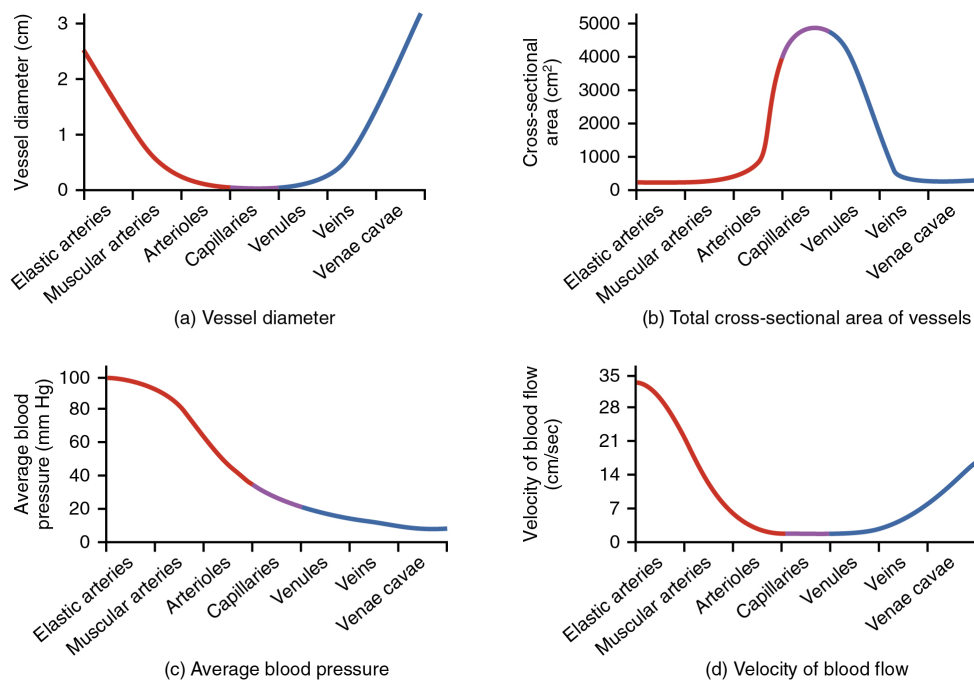 Vessel diameter (cm)
3
2
1
0
Elastic arteries
Muscular arteries
Arterioles
Capillaries
Venules
Veins
Venae cavae
(a) Vessel diameter
Cross-sectional
area (cm²)
5000
4000
3000
2000
1000
0
Elastic arteries
Muscular arteries
Arterioles
Capillaries
Venules
Veins
Venae cavae
(b) Total cross-sectional area of vessels
Average blood
pressure (mm Hg)
100
80
60
40
20
0
Elastic arteries
Muscular arteries
Arterioles
Capillaries
Venules
Veins
Venae cavae
(c) Average blood pressure
Velocity of blood flow
(cm/sec)
35
28
21
14
7
0
Elastic arteries
Muscular arteries
Arterioles
Capillaries
Venules
Veins
Venae cavae
(d) Velocity of blood flow